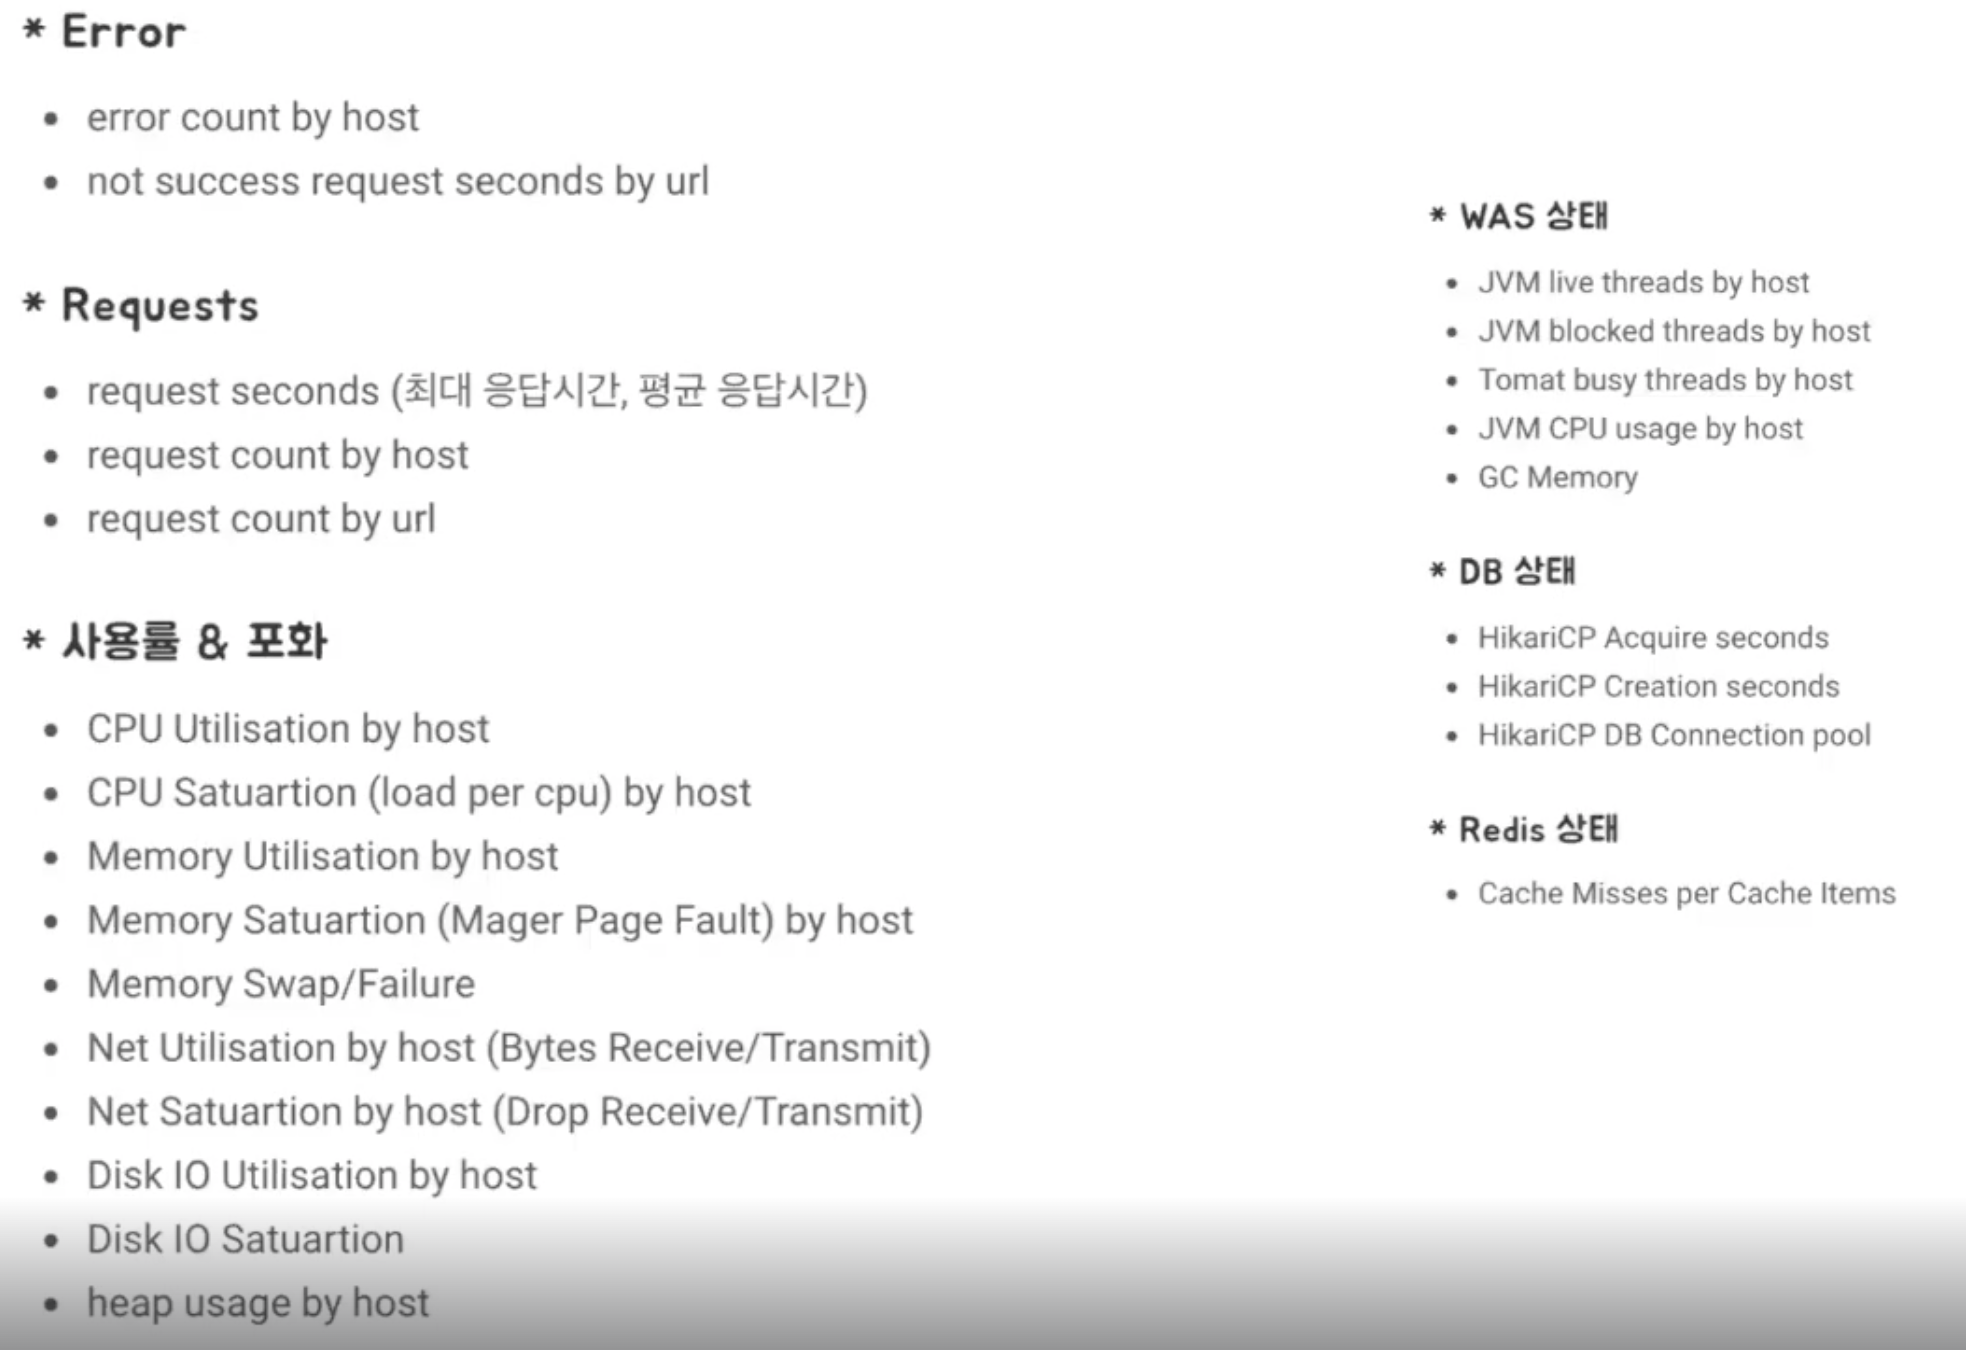 * Error
• error count by host
• not success request seconds by url
* Requests
• request seconds (최대 응답시간, 평균 응답시간)
• request count by host
• request count by url
* 사용률 & 포화
• CPU Utilisation by host
• CPU Satuartion (load per cpu) by host
• Memory Utilisation by host
• Memory Satuartion (Mager Page Fault) by host
• Memory Swap/Failure
• Net Utilisation by host (Bytes Receive/Transmit)
• Net Satuartion by host (Drop Receive/Transmit)
• Disk IO Utilisation by host
• Disk IO Satuartion
• heap usage by host
* WAS 상태
• JVM live threads by host
• JVM blocked threads by host
• Tomat busy threads by host
• JVM CPU usage by host
• GC Memory
* DB 상태
• HikariCP Acquire seconds
• HikariCP Creation seconds
• HikariCP DB Connection pool
* Redis 상태
• Cache Misses per Cache Items